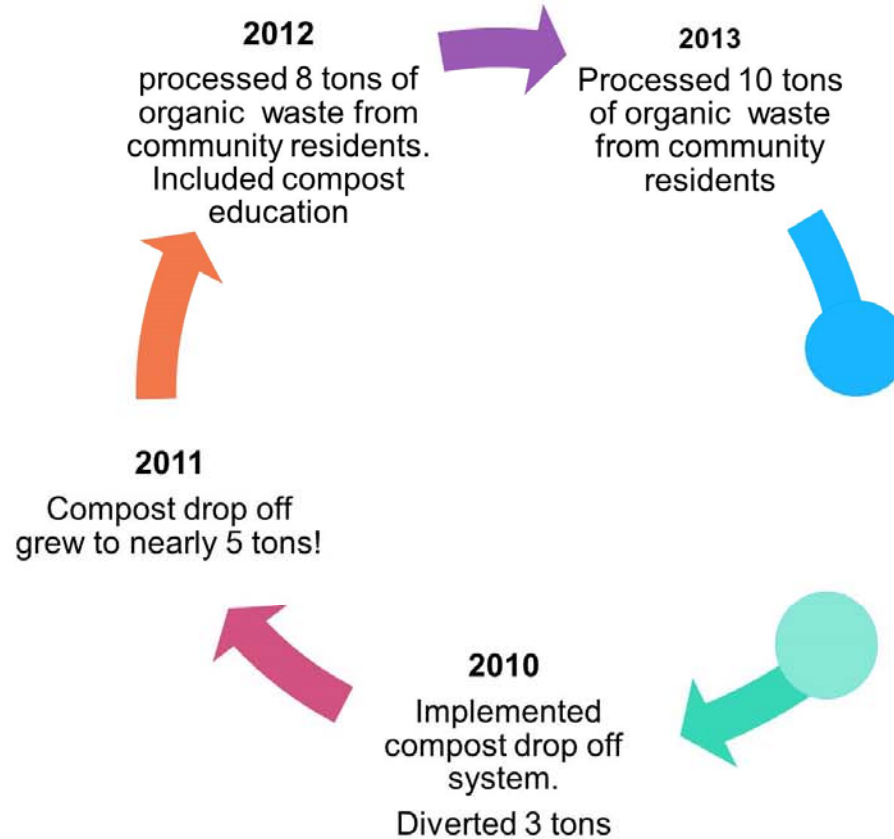 2012
processed 8 tons of
organic waste from
community residents.
Included compost
education
2013
Processed 10 tons
of organic waste
from community
residents
2011
Compost drop off
grew to nearly 5 tons!
2010
Implemented
compost drop off
system.
Diverted 3 tons